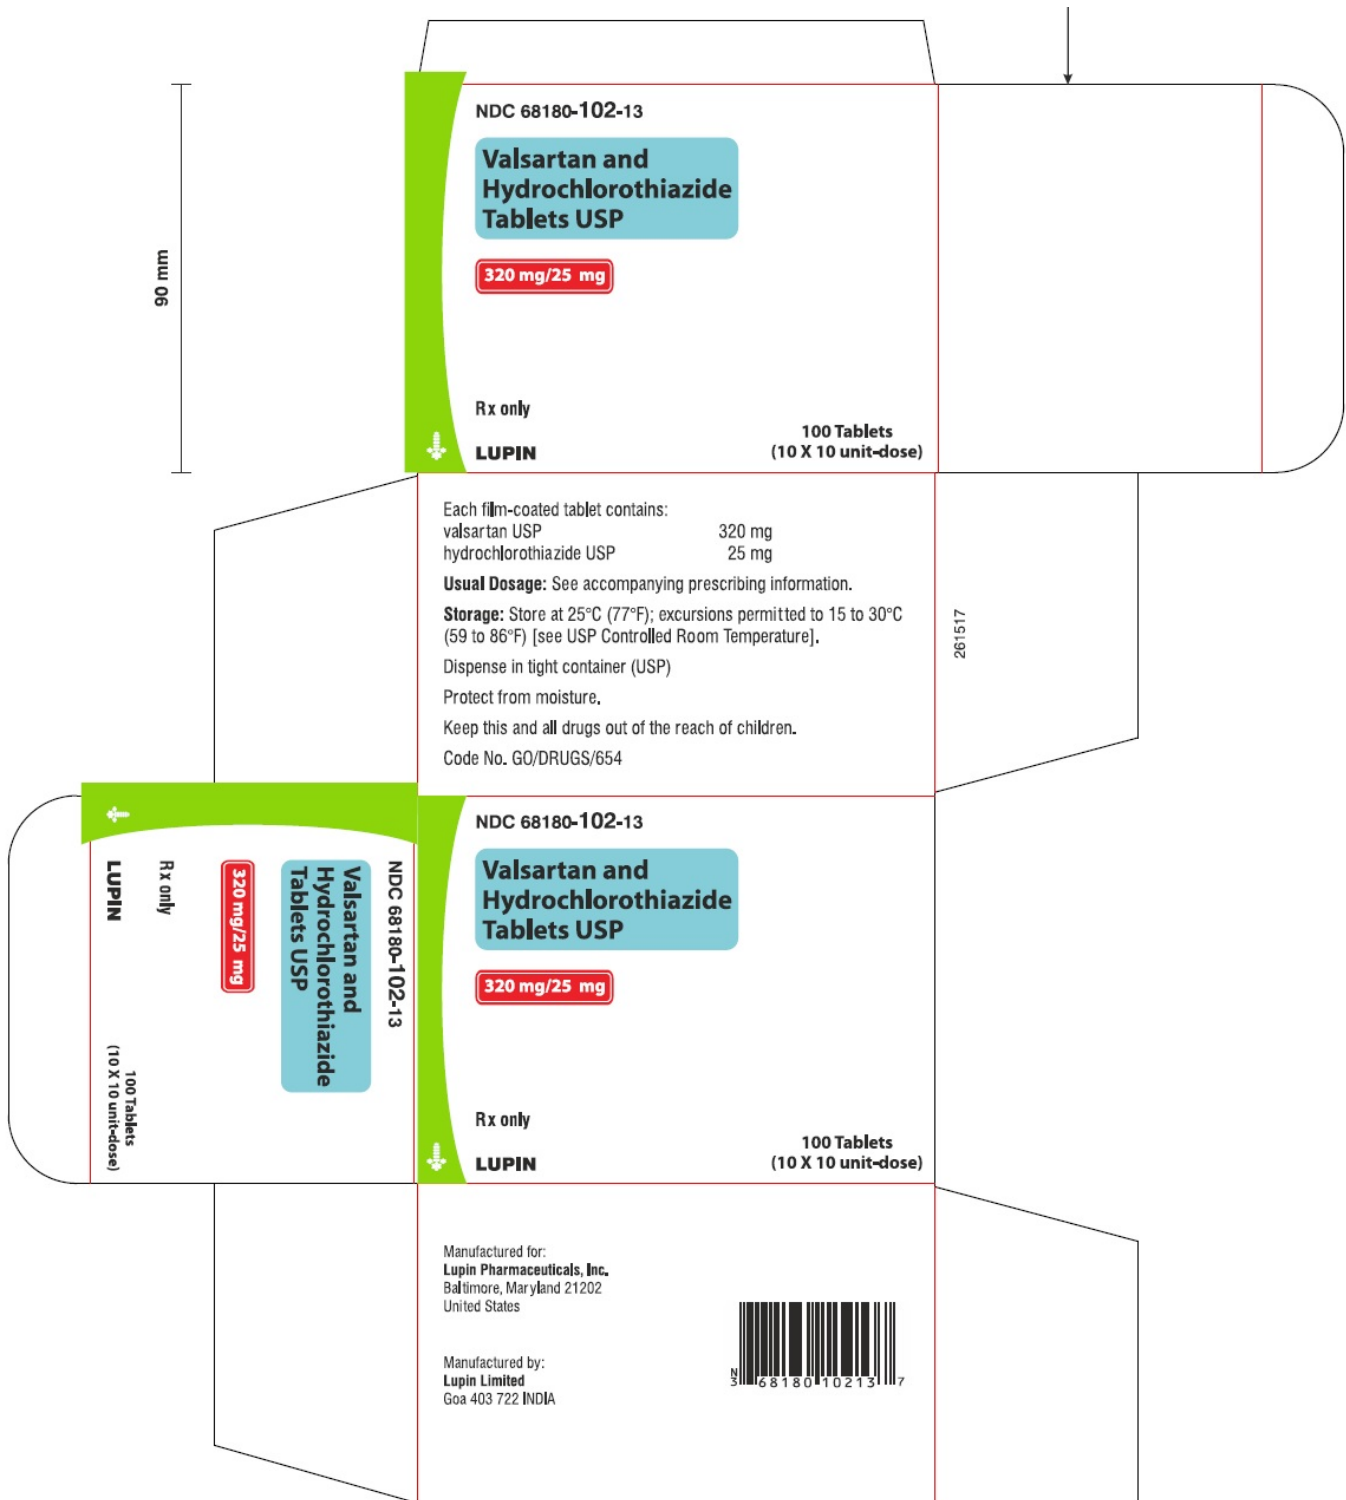 NDC 68180-102-13
Valsartan and
Hydrochlorothiazide
Tablets USP
320 mg/25 mg
90 mm
Rx only
LUPIN
100 Tablets
(10 X 10 unit-dose)
Each film-coated tablet contains:
valsartan USP 320 mg
hydrochlorothiazide USP 25 mg
Usual Dosage: See accompanying prescribing information.
Storage: Store at 25°C (77°F); excursions permitted to 15 to 30°C
(59 to 86°F) [see USP Controlled Room Temperature].
Dispense in tight container (USP)
Protect from moisture.
Keep this and all drugs out of the reach of children.
Code No. GO/DRUGS/654
261517
NDC 68180-102-13
Valsartan and
Hydrochlorothiazide
Tablets USP
320 mg/25 mg
Rx only
LUPIN
100 Tablets
(10 X 10 unit-dose)
NDC 68180-102-13
Valsartan and
Hydrochlorothiazide
Tablets USP
320 mg/25 mg
Rx only
LUPIN
100 Tablets
(10 X 10 unit-dose)
Manufactured for:
Lupin Pharmaceuticals, Inc.
Baltimore, Maryland 21202
United States
Manufactured by:
Lupin Limited
Goa 403 722 INDIA
N
3 68180 10213 7